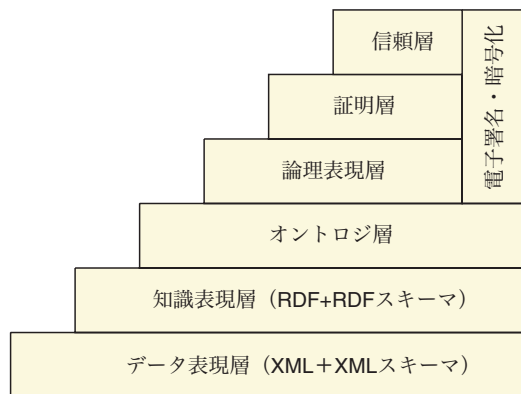 信頼層
証明層
論理表現層
電子署名・暗号化
オントロジ層
知識表現層（RDF+RDFスキーマ）
データ表現層（XML＋XMLスキーマ）